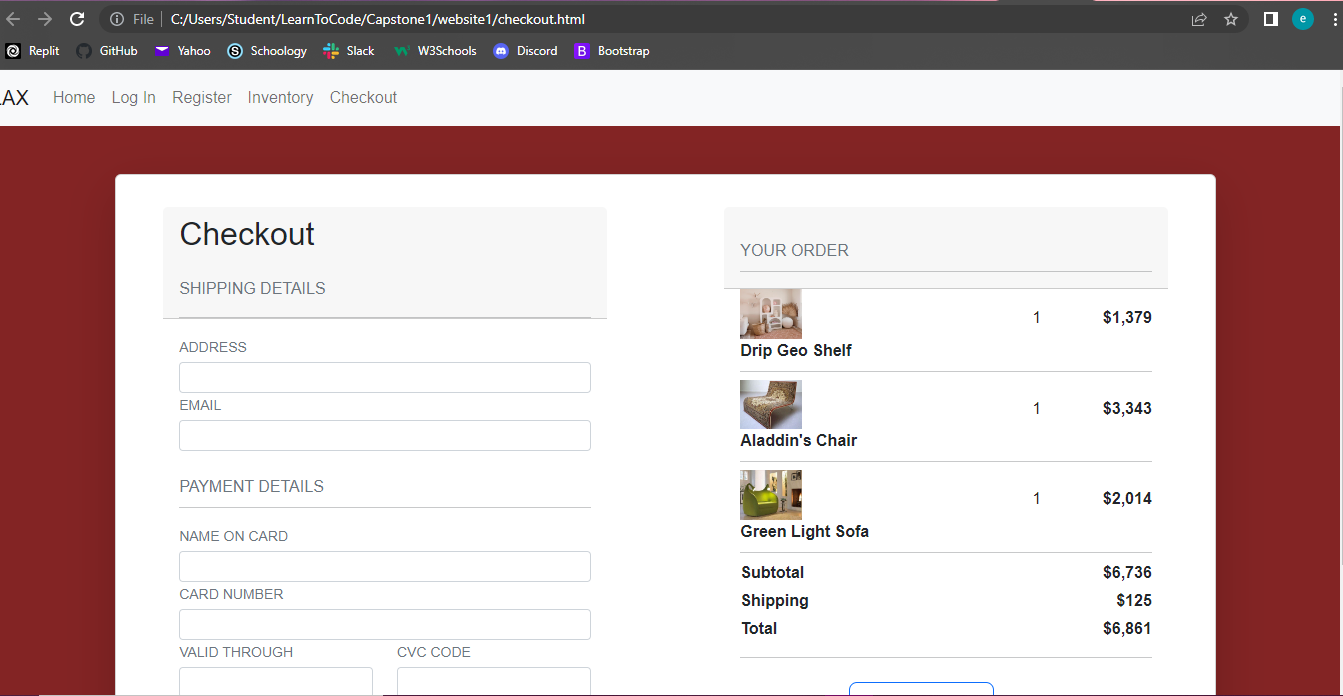 File
C:/Users/Student/LearnToCode/Capstone1/website1/checkout.html
e
Replit GitHub Yahoo Schoology Slack W3Schools Discord Bootstrap
AX Home Log In Register Inventory Checkout
Checkout
SHIPPING DETAILS
ADDRESS
EMAIL
PAYMENT DETAILS
NAME ON CARD
CARD NUMBER
VALID THROUGH CVC CODE
YOUR ORDER
1 $1,379
Drip Geo Shelf
1 $3,343
Aladdin's Chair
1 $2,014
Green Light Sofa
Subtotal $6,736
Shipping $125
Total $6,861